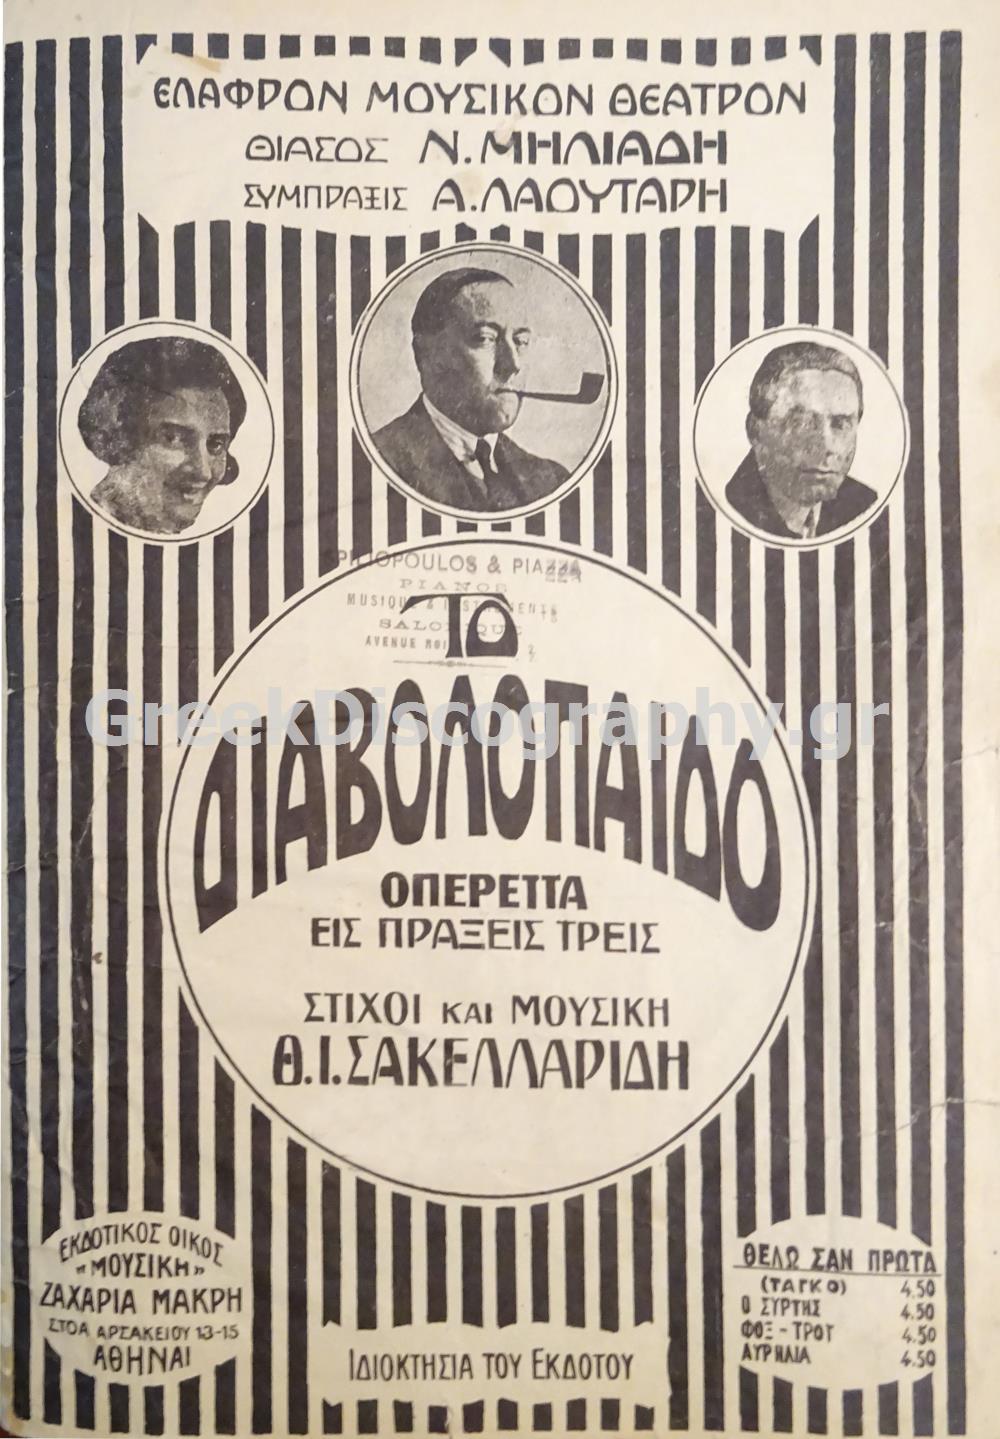 ΕΛΑΦΡΟΝ ΜΟΥΣΙΚΟΝ ΘΕΑΤΡΟΝ
ΘΙΑΣΟΣ Ν. ΜΗΛΙΑΔΗ
ΣΥΜΠΡΑΞΙΣ Α. ΛΑΟΥΤΑΡΗ
& PIAZZA
PIANOS
MUSIQUE &
AVENUE
ΤΟ
GreekDiscography.gr
ΔΙΑΒΟΛΟΠΑΙΔΟ
ΟΠΕΡΕΤΤΑ
ΕΙΣ ΠΡΑΞΕΙΣ ΤΡΕΙΣ
ΣΤΙΧΟΙ ΚΑΙ ΜΟΥΣΙΚΗ
Θ. Ι. ΣΑΚΕΛΛΑΡΙΔΗ
ΕΚΔΟΤΙΚΟΣ ΟΙΚΟΣ
„ΜΟΥΣΙΚΗ»
ΖΑΧΑΡΙΑ ΜΑΚΡΗ
ΣΤΟΑ ΑΡΣΑΚΕΙΟΥ 13-15
ΑΘΗΝΑΙ
ΙΔΙΟΚΤΗΣΙΑ ΤΟΥ ΕΚΔΟΤΟΥ
ΘΕΛΩ ΣΑΝ ΠΡΩΤΑ
(ΤΑΓΚΟ) 4.50
Ο ΣΥΡΤΗΣ 4.50
ΦΟΞ - ΤΡΟΤ 4.50
ΑΥΡΗΛΙΑ 4.50